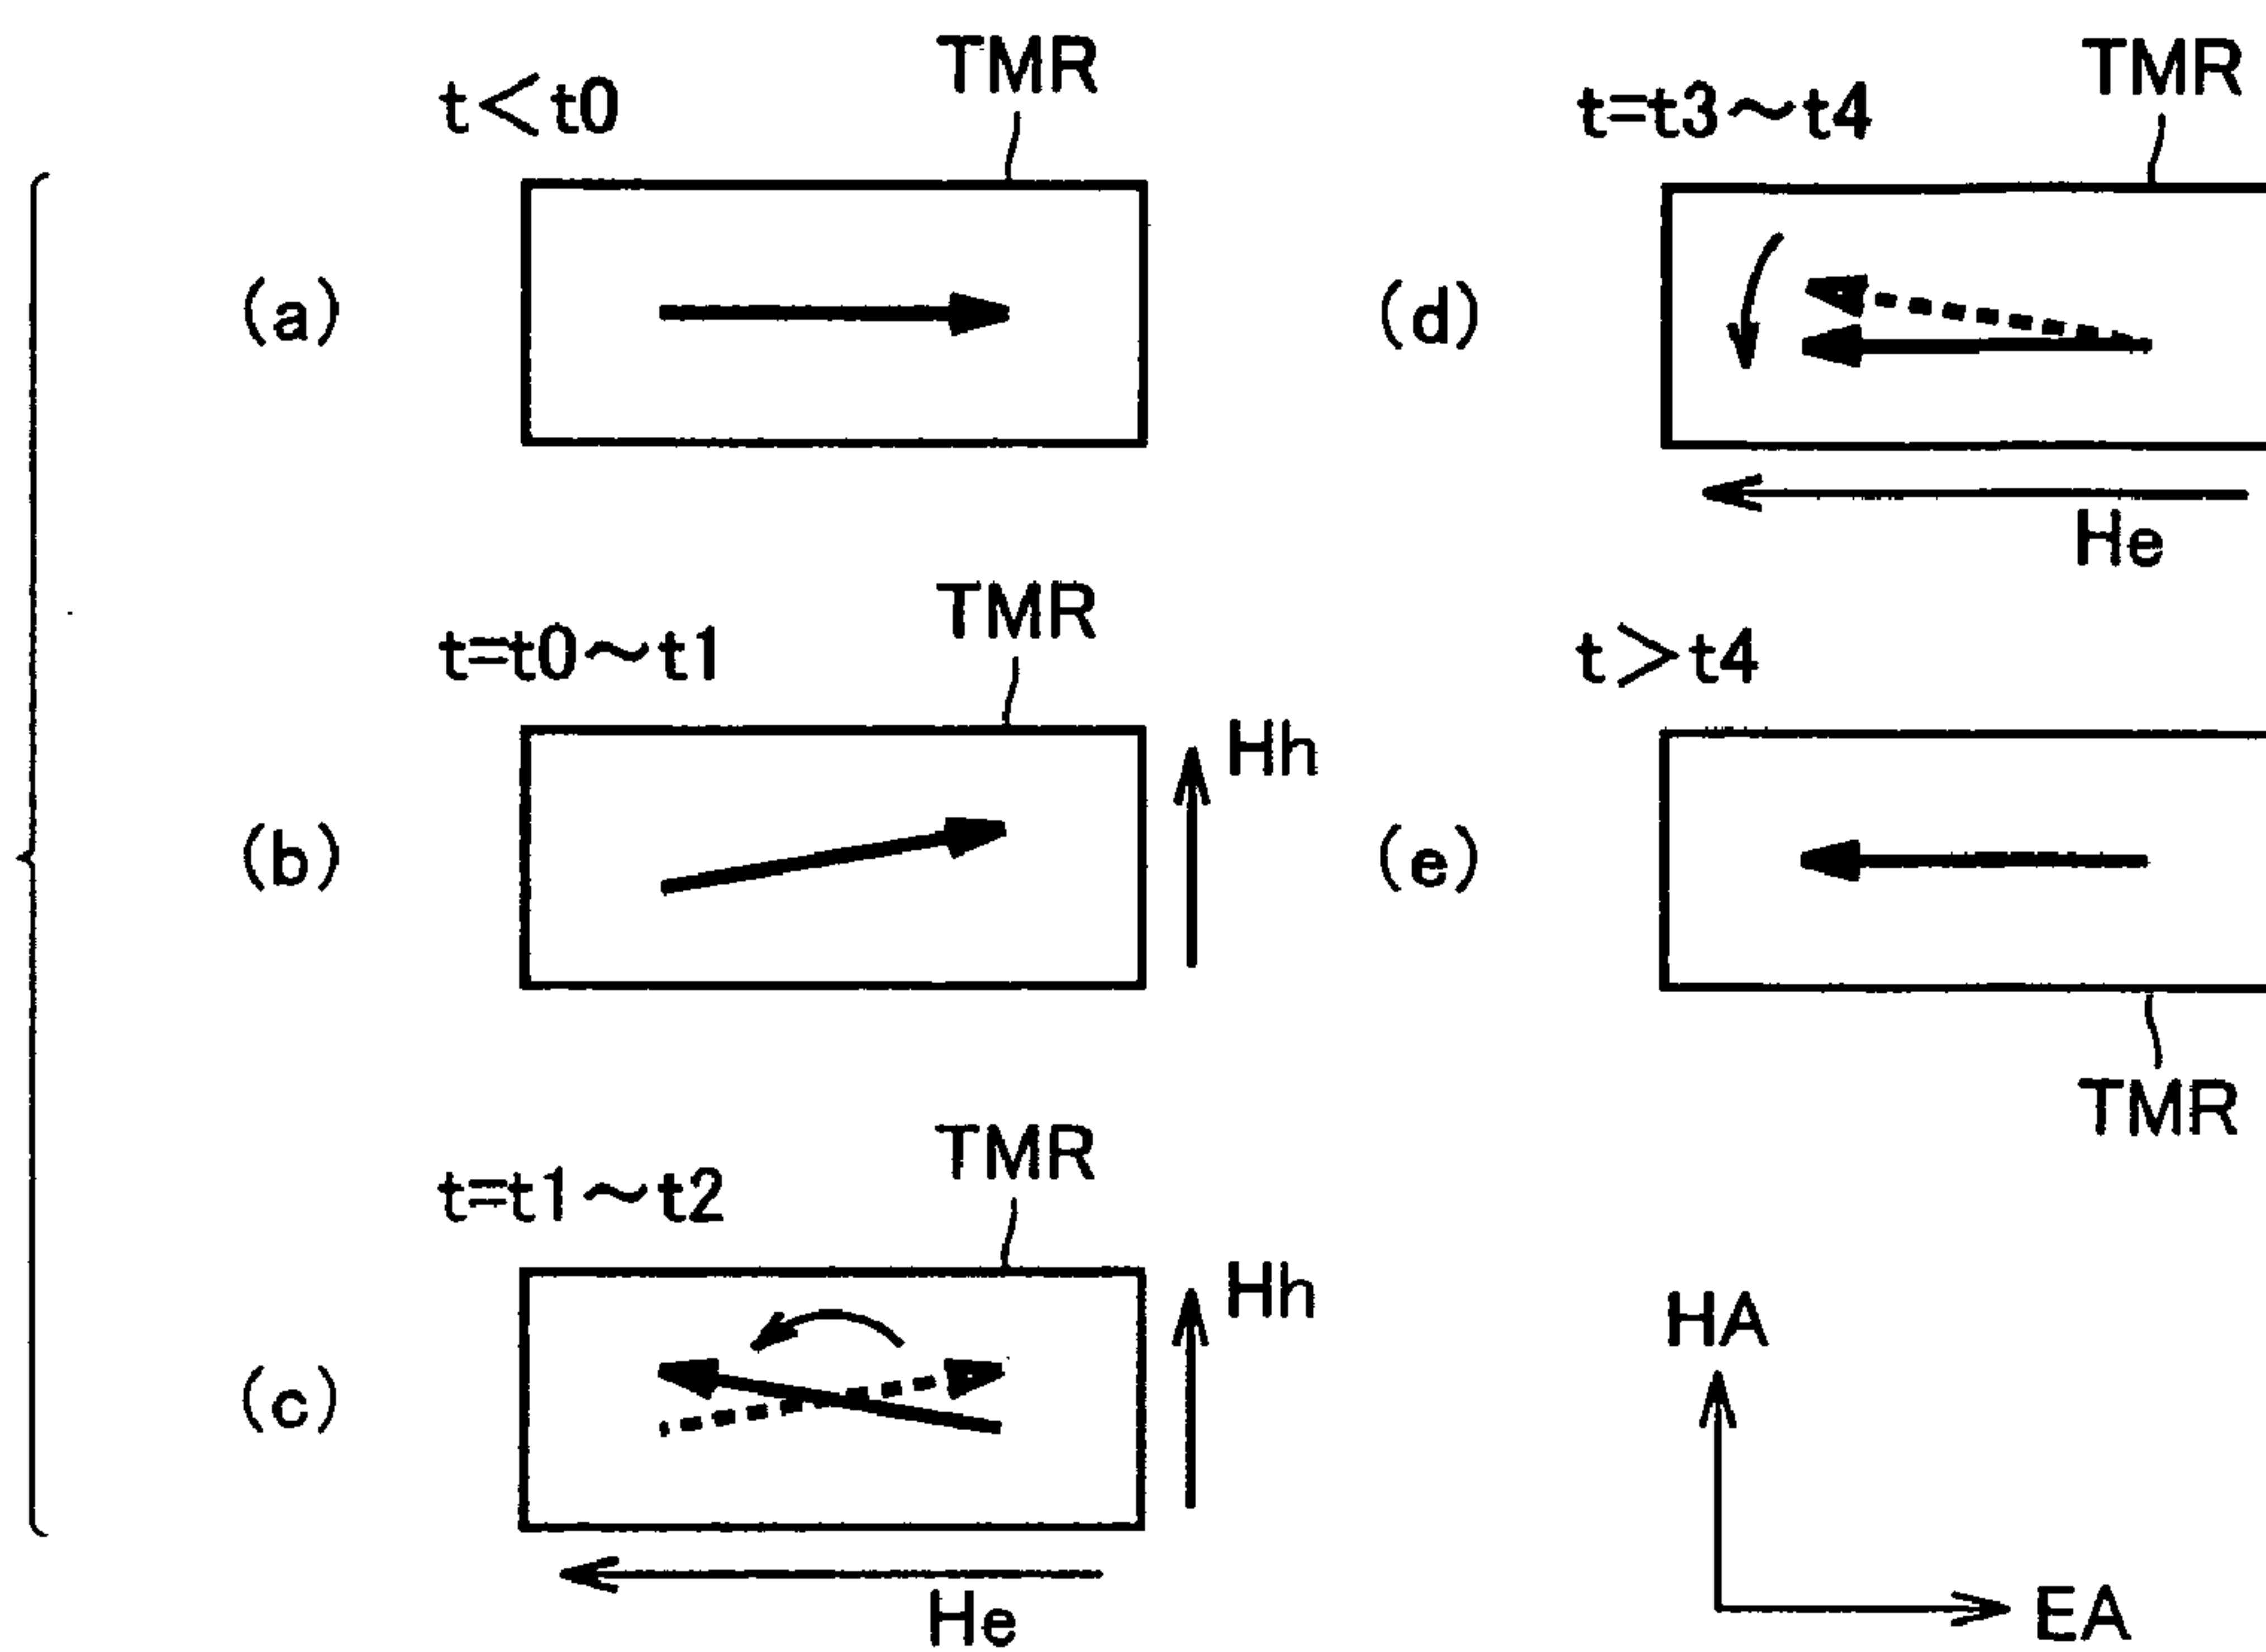 TMR
t<t0
(a)
TMR
t=t0~t1
Hh
(b)
TMR
t=t1~t2
Hh
(c)
He
TMR
t=t3~t4
(d)
He
t>t4
(e)
TMR
HA
EA